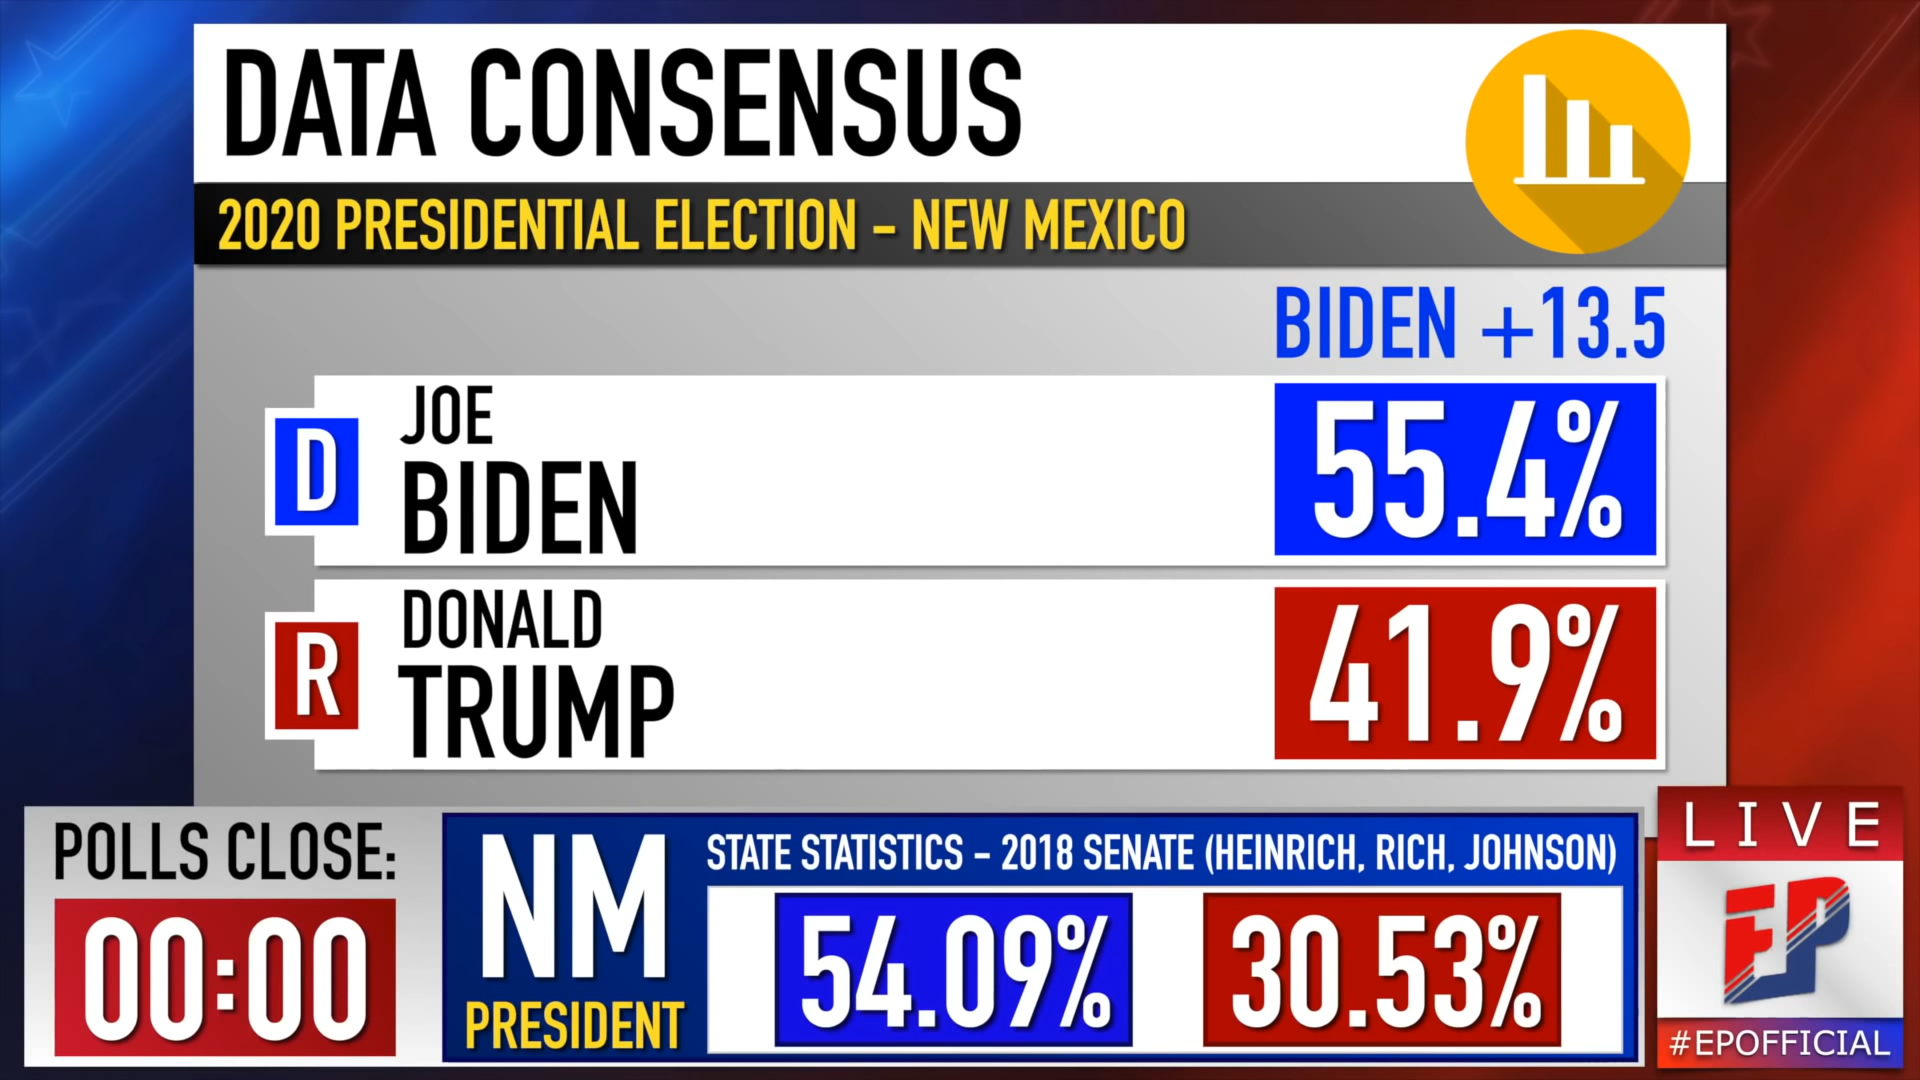 DATA CONSENSUS
2020 PRESIDENTIAL ELECTION - NEW MEXICO
BIDEN +13.5
D
JOE
BIDEN
55.4%
R
DONALD
TRUMP
41.9%
POLLS CLOSE:
00:00
NM
PRESIDENT
STATE STATISTICS - 2018 SENATE (HEINRICH, RICH, JOHNSON)
54.09% 30.53%
LIVE
EP
#EPOFFICIAL